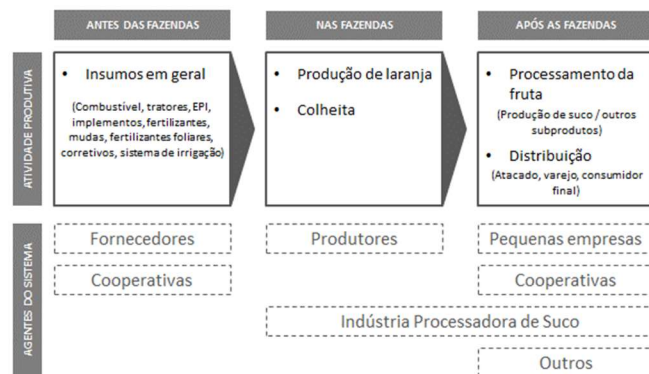 ANTES DAS FAZENDAS
NAS FAZENDAS
APÓS AS FAZENDAS
ATIVIDADE PRODUTIVA
• Insumos em geral
(Combustível, tratores, EPI,
implementos, fertilizantes,
mudas, fertilizantes foliares,
corretivos, sistema de irrigação)
• Produção de laranja
• Colheita
• Processamento da
fruta
(Produção de suco / outros
subprodutos)
• Distribuição
(Atacado, varejo, consumidor
final)
AGENTES DO SISTEMA
Fornecedores
Produtores
Pequenas empresas
Cooperativas
Cooperativas
Indústria Processadora de Suco
Outros